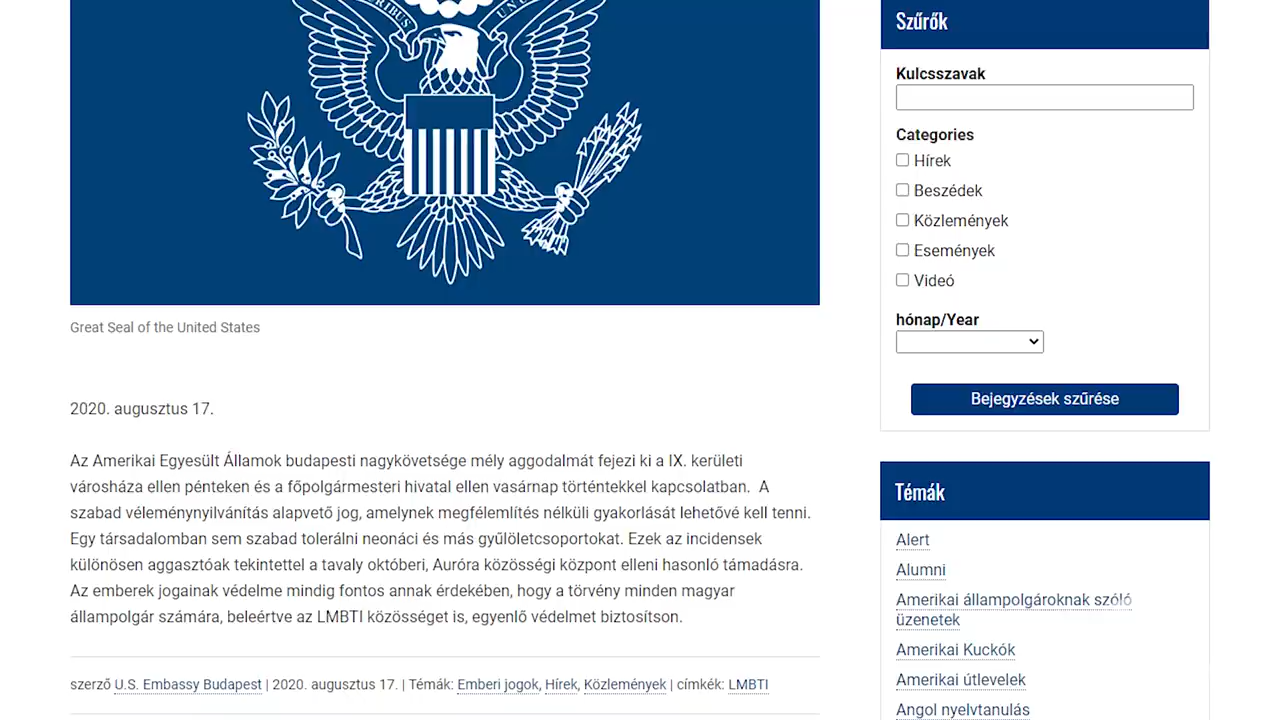 Szűrők
Kulcsszavak
Categories
Hírek
Beszédek
Közlemények
Események
Videó
hónap/Year
Bejegyzések szűrése
Great Seal of the United States
2020. augusztus 17.
Az Amerikai Egyesült Államok budapesti nagykövetsége mély aggodalmát fejezi ki a IX. kerületi
városháza ellen pénteken és a főpolgármesteri hivatal ellen vasárnap történtekkel kapcsolatban. A
szabad véleménynyilvánítás alapvető jog, amelynek megfélemlítés nélküli gyakorlását lehetővé kell tenni.
Egy társadalomban sem szabad tolerálni neonáci és más gyűlöletcsoportokat. Ezek az incidensek
különösen aggasztóak tekintettel a tavaly októberi, Auróra közösségi központ elleni hasonló támadásra.
Az emberek jogainak védelme mindig fontos annak érdekében, hogy a törvény minden magyar
állampolgár számára, beleértve az LMBTI közösséget is, egyenlő védelmet biztosítson.
szerző U.S. Embassy Budapest | 2020. augusztus 17. | Témák: Emberi jogok, Hírek, Közlemények | címkék: LMBTI
Témák
Alert
Alumni
Amerikai állampolgároknak szóló
üzenetek
Amerikai Kuckók
Amerikai útlevelek
Angol nyelvtanulás